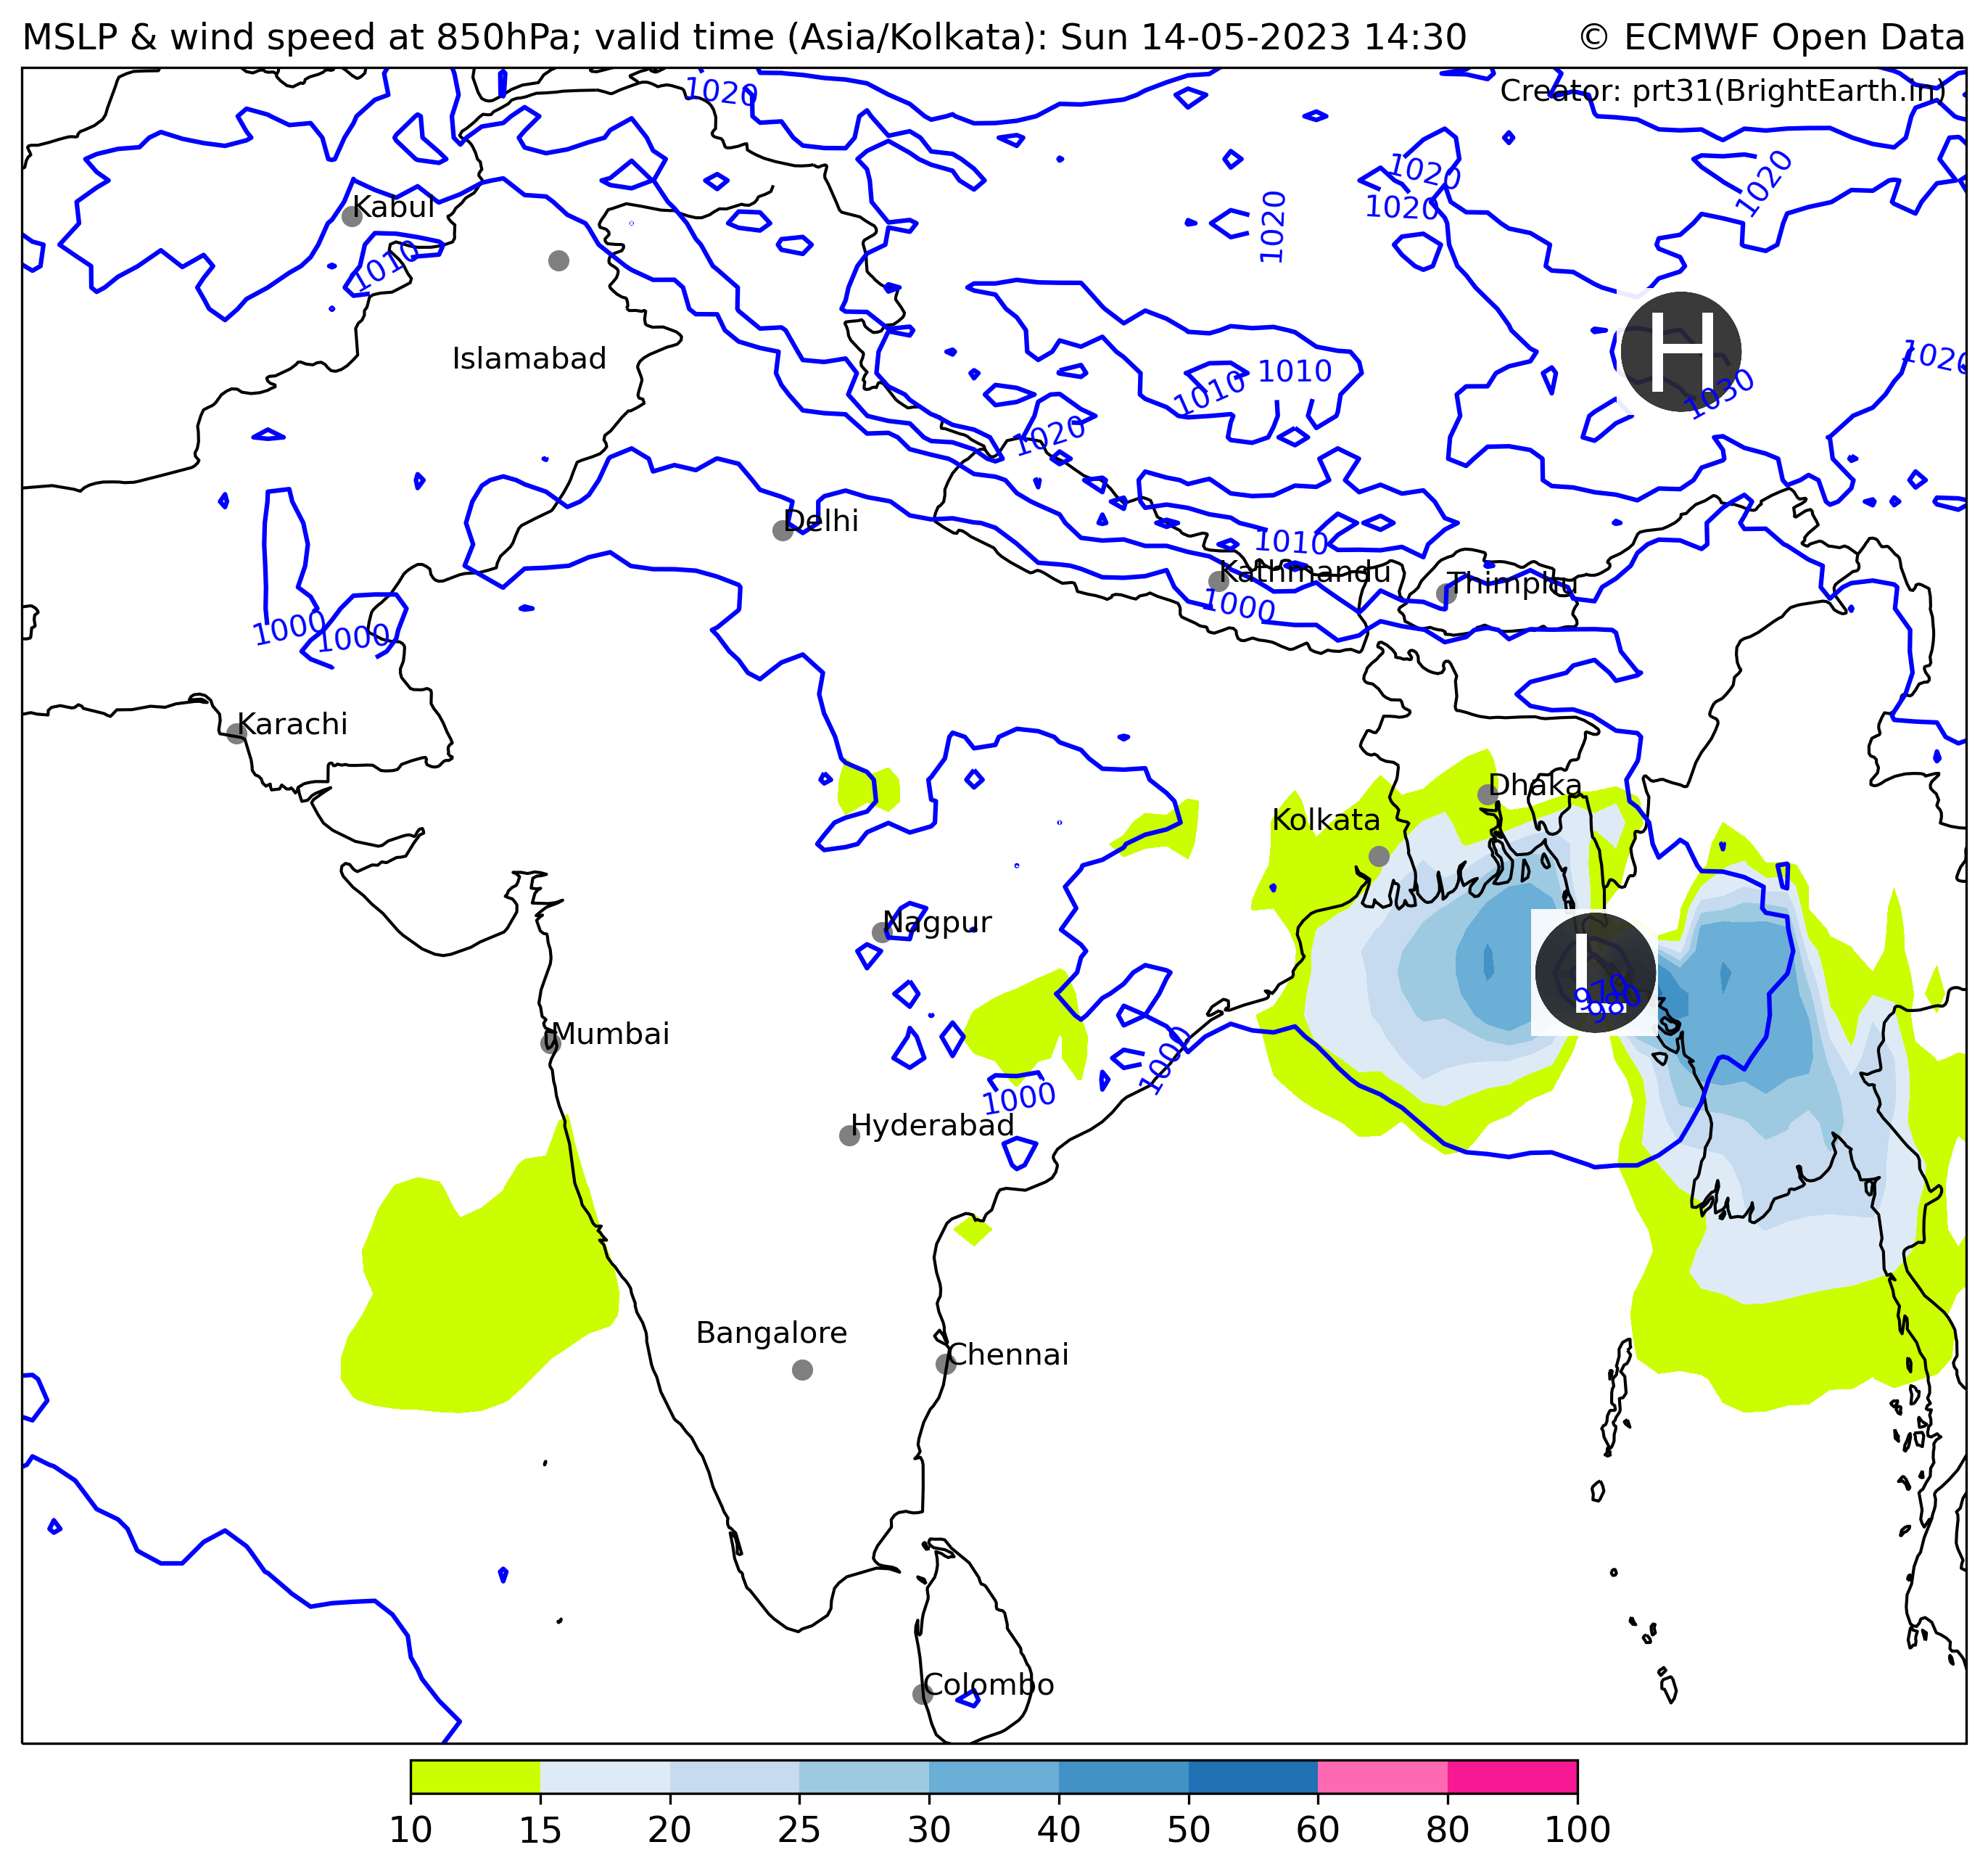 MSLP & wind speed at 850hPa; valid time (Asia/Kolkata): Sun 14-05-2023 14:30
© ECMWF Open Data
Creator: prt31(BrightEarth.in)
1020
1020
1020
1020
1020
Kabul
1010
H
Islamabad
1020
1010
1010
1030
1020
Delhi
1010
Kathmandu
Thimphu
1000
1000
1000
Karachi
Dhaka
Kolkata
Nagpur
L
970
980
Mumbai
1000
1000
Hyderabad
Bangalore
Chennai
Colombo
10 15 20 25 30 40 50 60 80 100